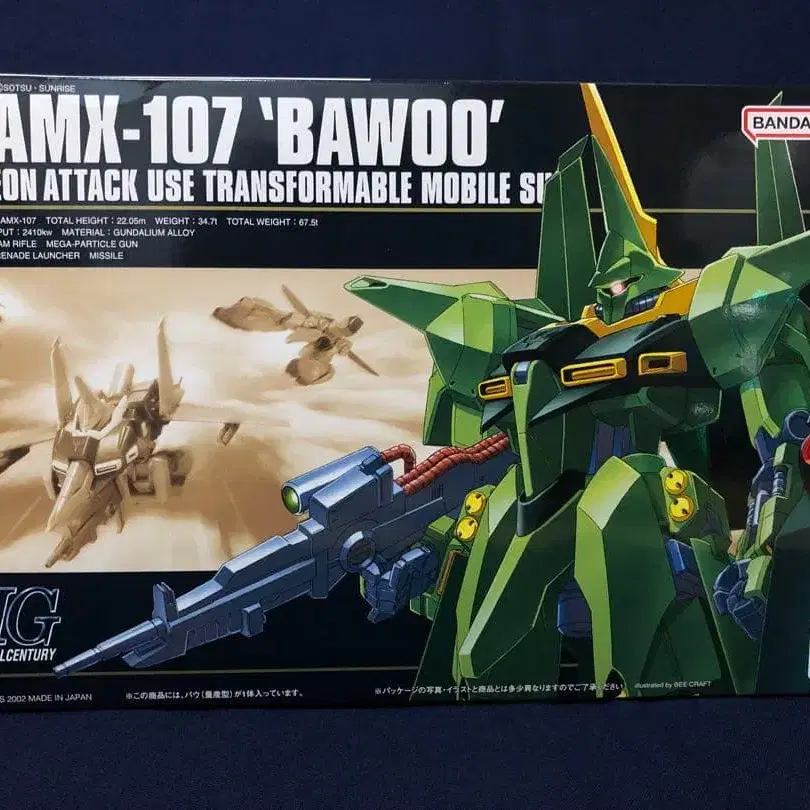 ©SOTSU・SUNRISE
AMX-107 'BAWOO'
EON ATTACK USE TRANSFORMABLE MOBILE SU
BANDA
AMX-107 TOTAL HEIGHT : 22.05m WEIGHT : 34.7t TOTAL WEIGHT : 67.5t
PUT : 2410kw MATERIAL : GUNDALIUM ALLOY
AM RIFLE MEGA-PARTICLE GUN
RENADE LAUNCHER MISSILE
HG
ALCENTURY
S 2002 MADE IN JAPAN
※この商品には、バウ(量産型)が1体入っています。
※パッケージの写真・イラストと商品とは多少異なりますのでご了承ください
illustrated by BEE CRAFT